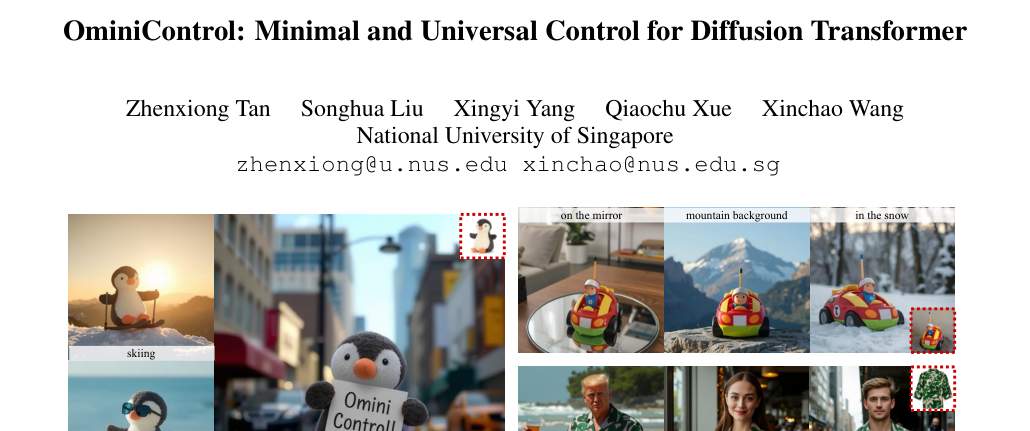 OminiControl: Minimal and Universal Control for Diffusion Transformer
Zhenxiong Tan Songhua Liu Xingyi Yang Qiaochu Xue Xinchao Wang
National University of Singapore
zhenxiong@u.nus.edu xinchao@nus.edu.sg
skiing
Omini
Control!
on the mirror
mountain background
in the snow